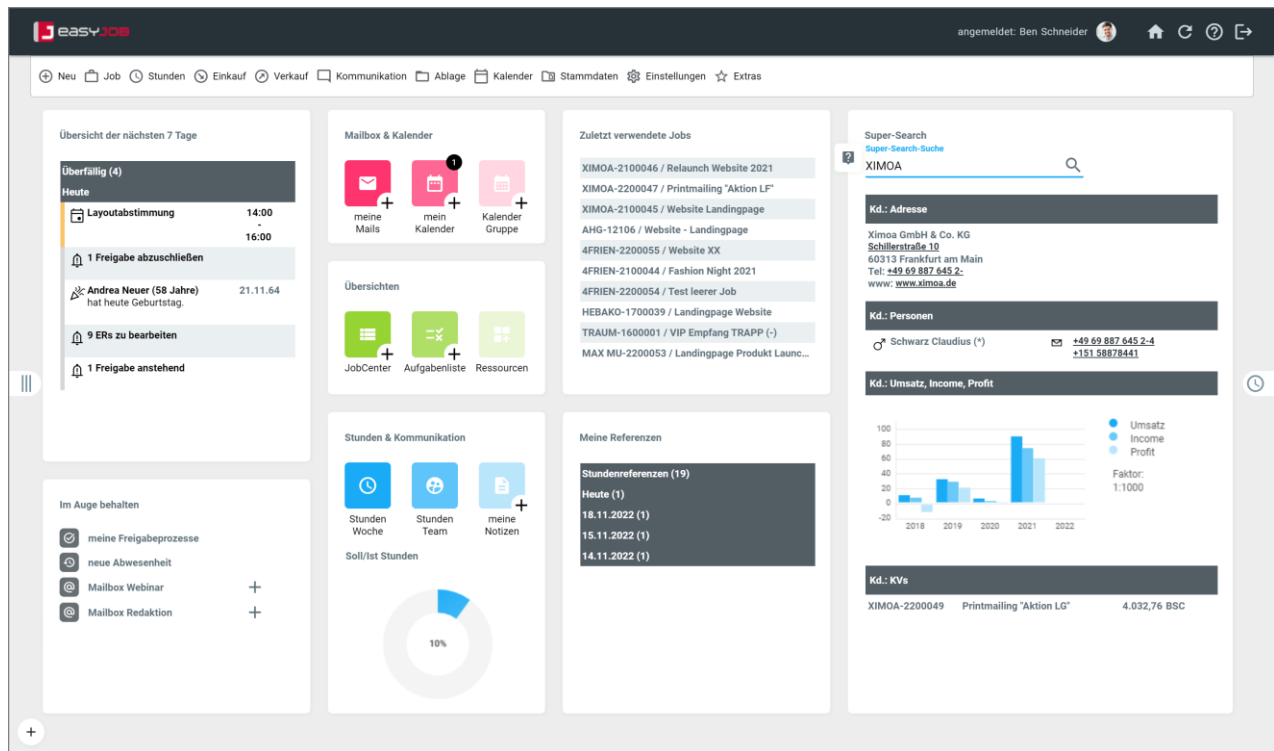 easyJOB
angemeldet: Ben Schneider
Neu Job Stunden Einkauf Verkauf Kommunikation Ablage Kalender Stammdaten Einstellungen Extras
Übersicht der nächsten 7 Tage
Überfällig (4)
Heute
Layoutabstimmung 14:00
-
16:00
1 Freigabe abzuschließen
Andrea Neuer (58 Jahre) 21.11.64
hat heute Geburtstag.
9 ERs zu bearbeiten
1 Freigabe anstehend
Im Auge behalten
meine Freigabeprozesse
neue Abwesenheit
Mailbox Webinar
Mailbox Redaktion
Mailbox & Kalender
1
meine
Mails
mein
Kalender
Kalender
Gruppe
Übersichten
JobCenter Aufgabenliste Ressourcen
Stunden & Kommunikation
Stunden
Woche
Stunden
Team
meine
Notizen
Soll/Ist Stunden
10%
Zuletzt verwendete Jobs
XIMOA-2100046 / Relaunch Website 2021
XIMOA-2200047 / Printmailing "Aktion LF"
XIMOA-2100045 / Website Landingpage
AHG-12106 / Website - Landingpage
4FRIEN-2200055 / Website XX
4FRIEN-2100044 / Fashion Night 2021
4FRIEN-2200054 / Test leerer Job
HEBAKO-1700039 / Landingpage Website
TRAUM-1600001 / VIP Empfang TRAPP (-)
MAX MU-2200053 / Landingpage Produkt Launc...
Meine Referenzen
Stundenreferenzen (19)
Heute (1)
18.11.2022 (1)
15.11.2022 (1)
14.11.2022 (1)
Super-Search
Super-Search-Suche
XIMOA
Kd.: Adresse
Ximoa GmbH & Co. KG
Schillerstraße 10
60313 Frankfurt am Main
Tel: +49 69 887 645 2-
www: www.ximoa.de
Kd.: Personen
Schwarz Claudius (*) +49 69 887 645 2-4
+151 58878441
Kd.: Umsatz, Income, Profit
100
80
60
40
20
0
-20
2018 2019 2020 2021 2022
Umsatz
Income
Profit
Faktor:
1:1000
Kd.: KVs
XIMOA-2200049 Printmailing "Aktion LG" 4.032,76 BSC